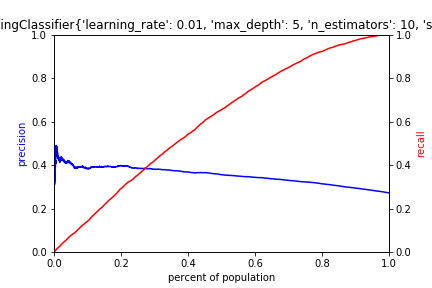 ingClassifier{'learning_rate': 0.01, 'max_depth': 5, 'n_estimators': 10, 's
1.0 1.0
0.8 0.8
0.6 0.6
precision recall
0.4 0.4
0.2 0.2
0.0 0.0
0.0 0.2 0.4 0.6 0.8 1.0
percent of population